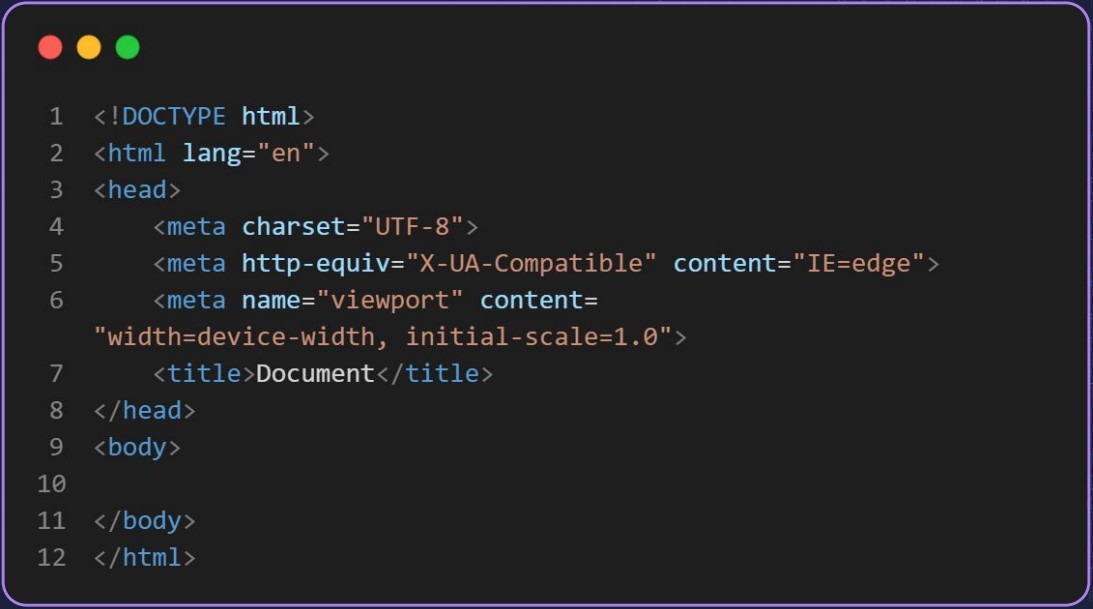 1 <!DOCTYPE html>
2 <html lang="en">
3 <head>
4     <meta charset="UTF-8">
5     <meta http-equiv="X-UA-Compatible" content="IE=edge">
6     <meta name="viewport" content=
"width=device-width, initial-scale=1.0">
7     <title>Document</title>
8 </head>
9 <body>
10
11 </body>
12 </html>